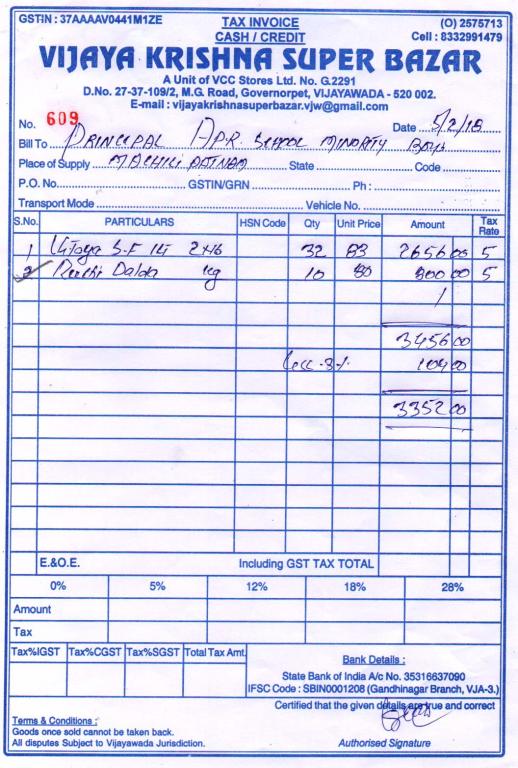 GSTIN : 37AAAAV0441M1ZE TAX INVOICE (O) 2575713
CASH / CREDIT Cell : 8332991479
VIJAYA KRISHNA SUPER BAZAR
A Unit of VCC Stores Ltd. No. G.2291
D.No. 27-37-109/2, M.G. Road, Governorpet, VIJAYAWADA - 520 002.
E-mail : vijayakrishnasuperbazar.vjw@gmail.com
No. 609 Date 5/2/18
Bill To PRINCIPAL A.P.R. SCHOOL MINORITY Boys
Place of Supply MACHILIPATNAM State Code
P.O. No. GSTIN/GRN Ph :
Transport Mode Vehicle No.
S.No. PARTICULARS HSN Code Qty Unit Price Amount Tax Rate
1 Vijaya S.F 32 83 2656 00 5
2 Ruchi Dalda kg 10 80 800 00 5
3456 00
Less -3% 104 00
3352 00
E.&O.E. Including GST TAX TOTAL
0% 5% 12% 18% 28%
Amount
Tax
Tax%IGST Tax%CGST Tax%SGST Total Tax Amt.
Bank Details :
State Bank of India A/c No. 35316637090
IFSC Code : SBIN0001208 (Gandhinagar Branch, VJA-3.)
Certified that the given details are true and correct
Terms & Conditions :
Goods once sold cannot be taken back.
All disputes Subject to Vijayawada Jurisdiction.
Authorised Signature